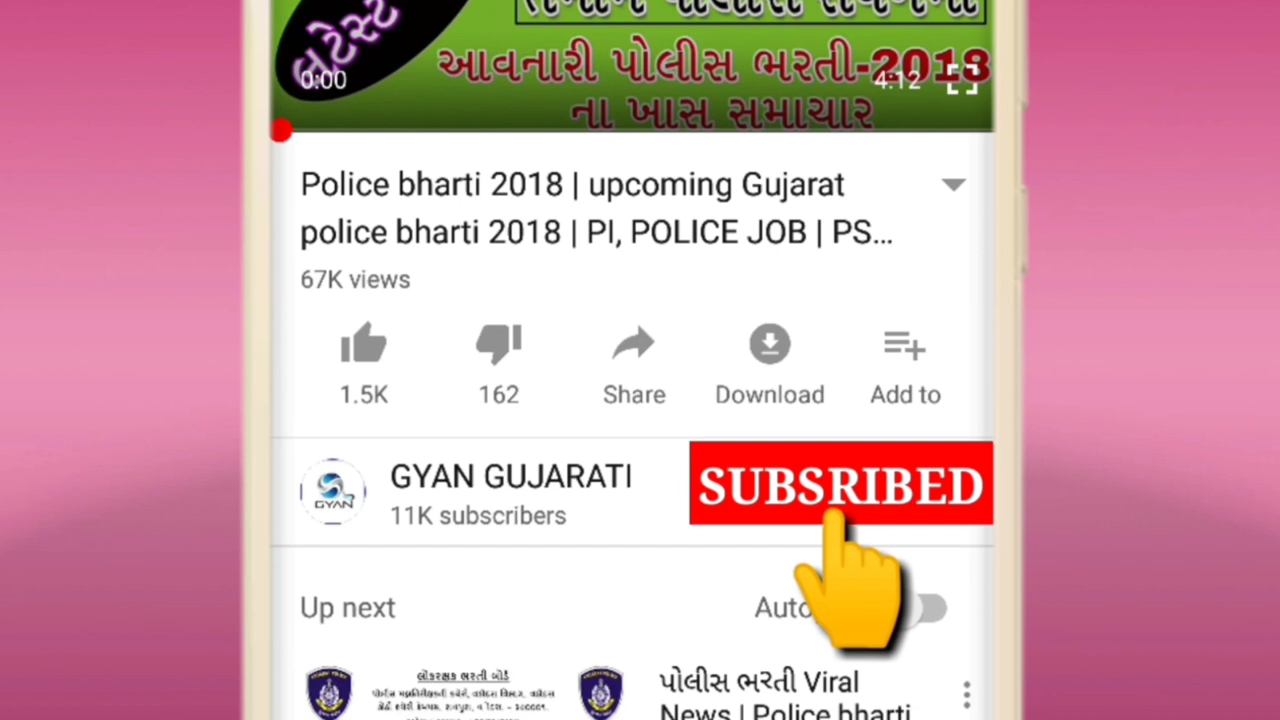 લેટેસ્ટ
આવનારી પોલીસ ભરતી-2018
0:00
4:12
ના ખાસ સમાચાર
Police bharti 2018 | upcoming Gujarat
police bharti 2018 | PI, POLICE JOB | PS...
67K views
1.5K
162
Share
Download
Add to
GYAN
GYAN GUJARATI
11K subscribers
SUBSRIBED
Up next
લોકરક્ષક ભરતી બોર્ડ
પોલીસ ભરતી Viral
News | Police bharti